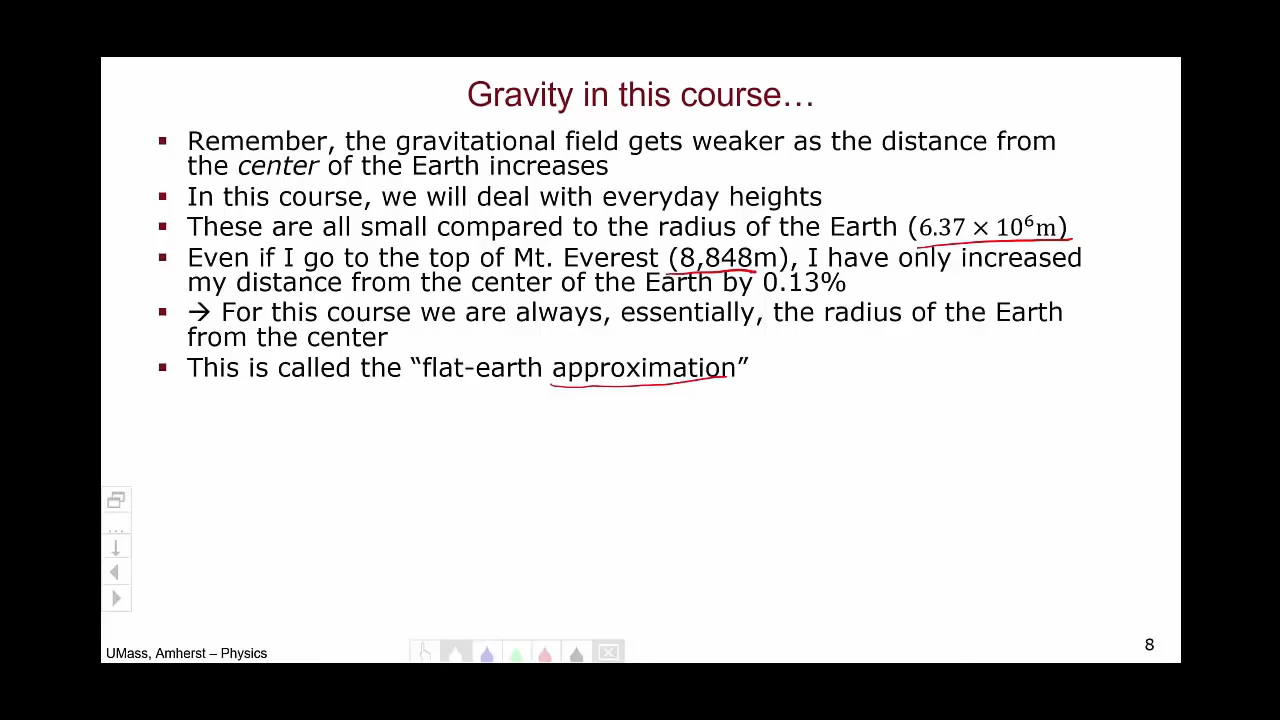 Gravity in this course…
▪ Remember, the gravitational field gets weaker as the distance from
the center of the Earth increases
▪ In this course, we will deal with everyday heights
▪ These are all small compared to the radius of the Earth (6.37 × 10⁶m)
▪ Even if I go to the top of Mt. Everest (8,848m), I have only increased
my distance from the center of the Earth by 0.13%
▪ → For this course we are always, essentially, the radius of the Earth
from the center
▪ This is called the “flat-earth approximation”
UMass, Amherst – Physics
8